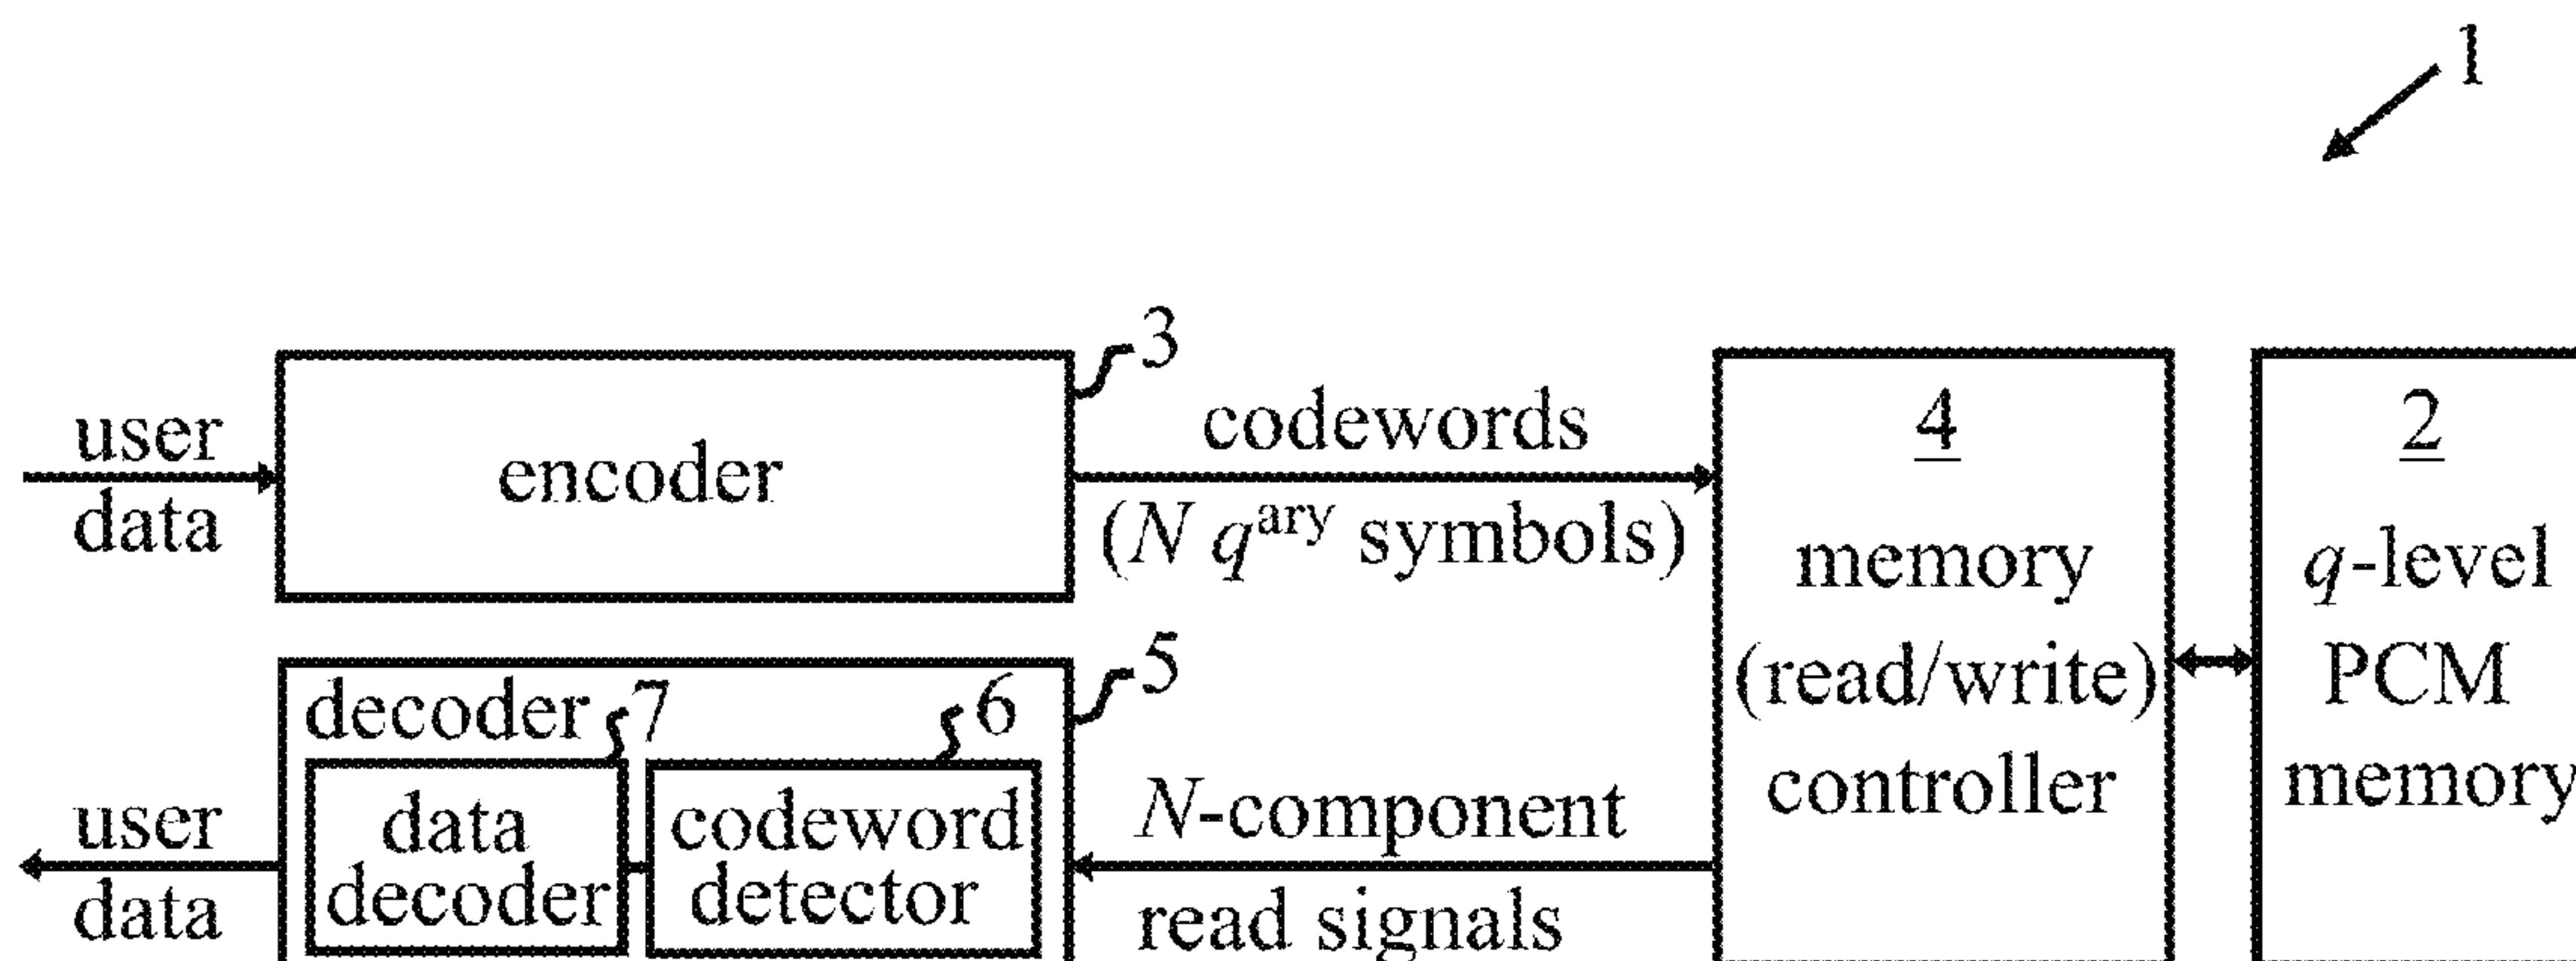 1
3
user
data
encoder
codewords
(N q^ary symbols)
4
memory
(read/write)
controller
2
q-level
PCM
memory
5
decoder
7
6
user
data
data
decoder
codeword
detector
N-component
read signals